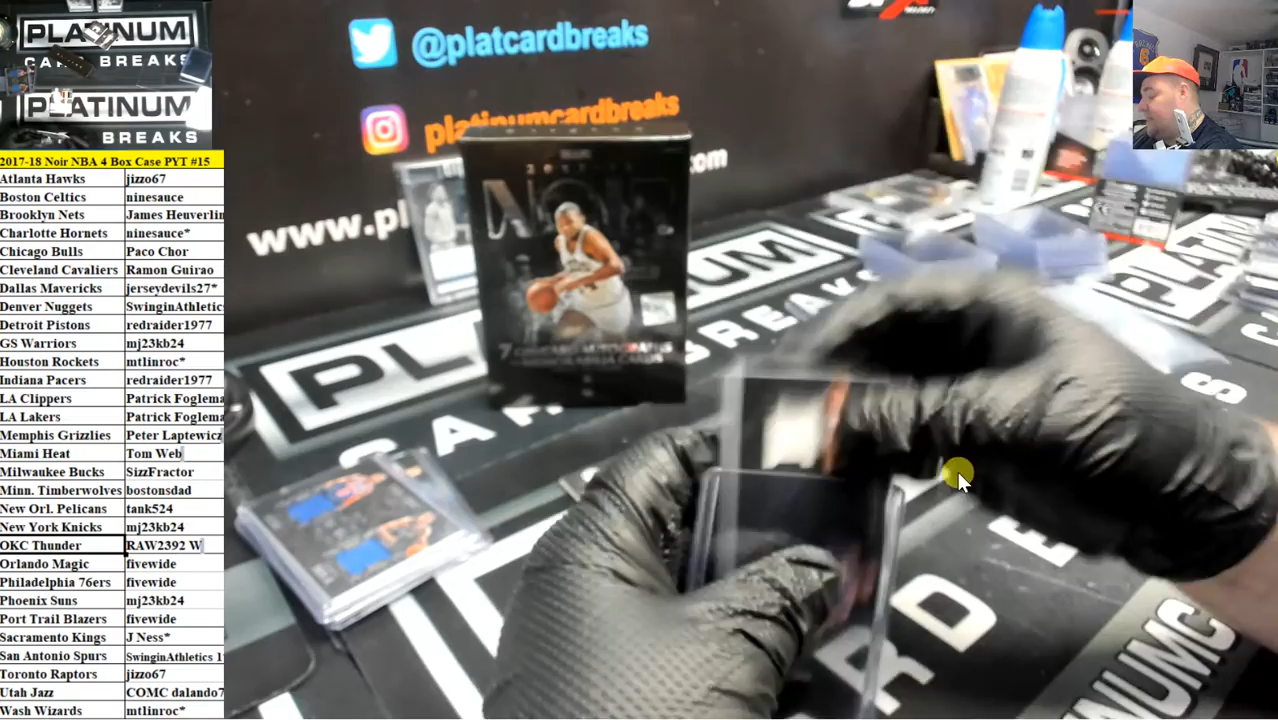 PLATINUM
CARD BREAKS
PLATINUM
BREAKS
2017-18 Noir NBA 4 Box Case PYT #15
Atlanta Hawks jizzo67
Boston Celtics ninesauce
Brooklyn Nets James Heuverlin
Charlotte Hornets ninesauce*
Chicago Bulls Paco Chor
Cleveland Cavaliers Ramon Guirao
Dallas Mavericks jerseydevils27*
Denver Nuggets SwinginAthletics
Detroit Pistons redraider1977
GS Warriors mj23kb24
Houston Rockets mtlinroc*
Indiana Pacers redraider1977
LA Clippers Patrick Foglema
LA Lakers Patrick Foglema
Memphis Grizzlies Peter Laptewicz
Miami Heat Tom Web
Milwaukee Bucks SizzFractor
Minn. Timberwolves bostonsdad
New Orl. Pelicans tank524
New York Knicks mj23kb24
OKC Thunder RAW2392 W
Orlando Magic fivewide
Philadelphia 76ers fivewide
Phoenix Suns mj23kb24
Port Trail Blazers fivewide
Sacramento Kings J Ness*
San Antonio Spurs SwinginAthletics 1
Toronto Raptors jizzo67
Utah Jazz COMC dalando7
Wash Wizards mtlinroc*
@platcardbreaks
platinumcardbreaks
www.pl
.com
NOIR
7
PLATINUM
CARD BREAKS
PLATINUM